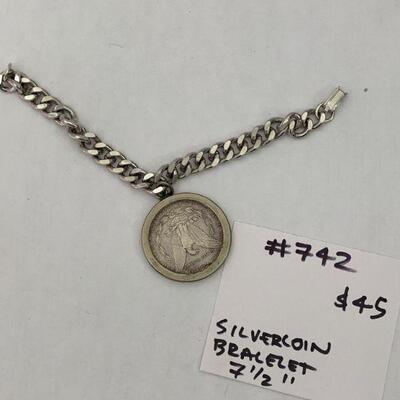 #742
$45
SILVERCOIN
BRACELET
7 1/2 "